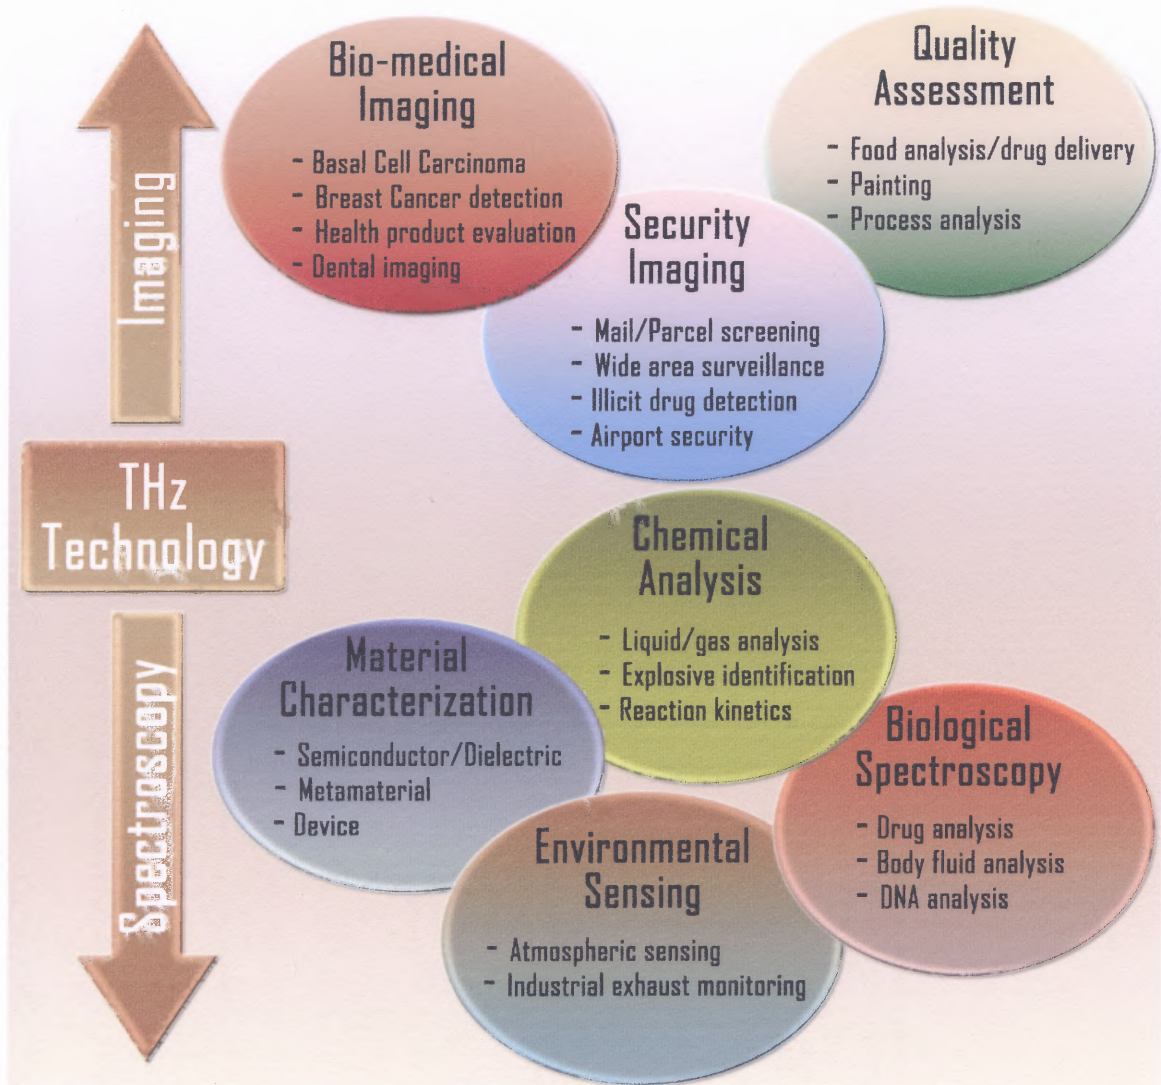 Imaging
THz
Technology
Spectroscopy
Bio-medical
Imaging
- Basal Cell Carcinoma
- Breast Cancer detection
- Health product evaluation
- Dental imaging
Quality
Assessment
- Food analysis/drug delivery
- Painting
- Process analysis
Security
Imaging
- Mail/Parcel screening
- Wide area surveillance
- Illicit drug detection
- Airport security
Chemical
Analysis
- Liquid/gas analysis
- Explosive identification
- Reaction kinetics
Material
Characterization
- Semiconductor/Dielectric
- Metamaterial
- Device
Biological
Spectroscopy
- Drug analysis
- Body fluid analysis
- DNA analysis
Environmental
Sensing
- Atmospheric sensing
- Industrial exhaust monitoring